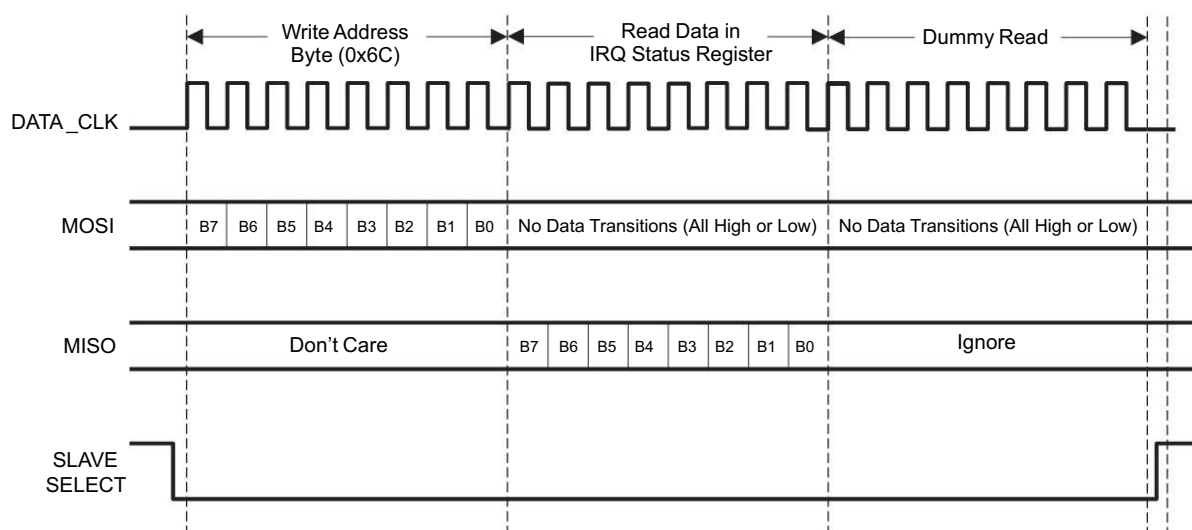 Write Address
Byte (0x6C)
Read Data in
IRQ Status Register
Dummy Read
DATA_CLK
MOSI
B7 B6 B5 B4 B3 B2 B1 B0 No Data Transitions (All High or Low) No Data Transitions (All High or Low)
MISO
Don't Care
B7 B6 B5 B4 B3 B2 B1 B0
Ignore
SLAVE
SELECT